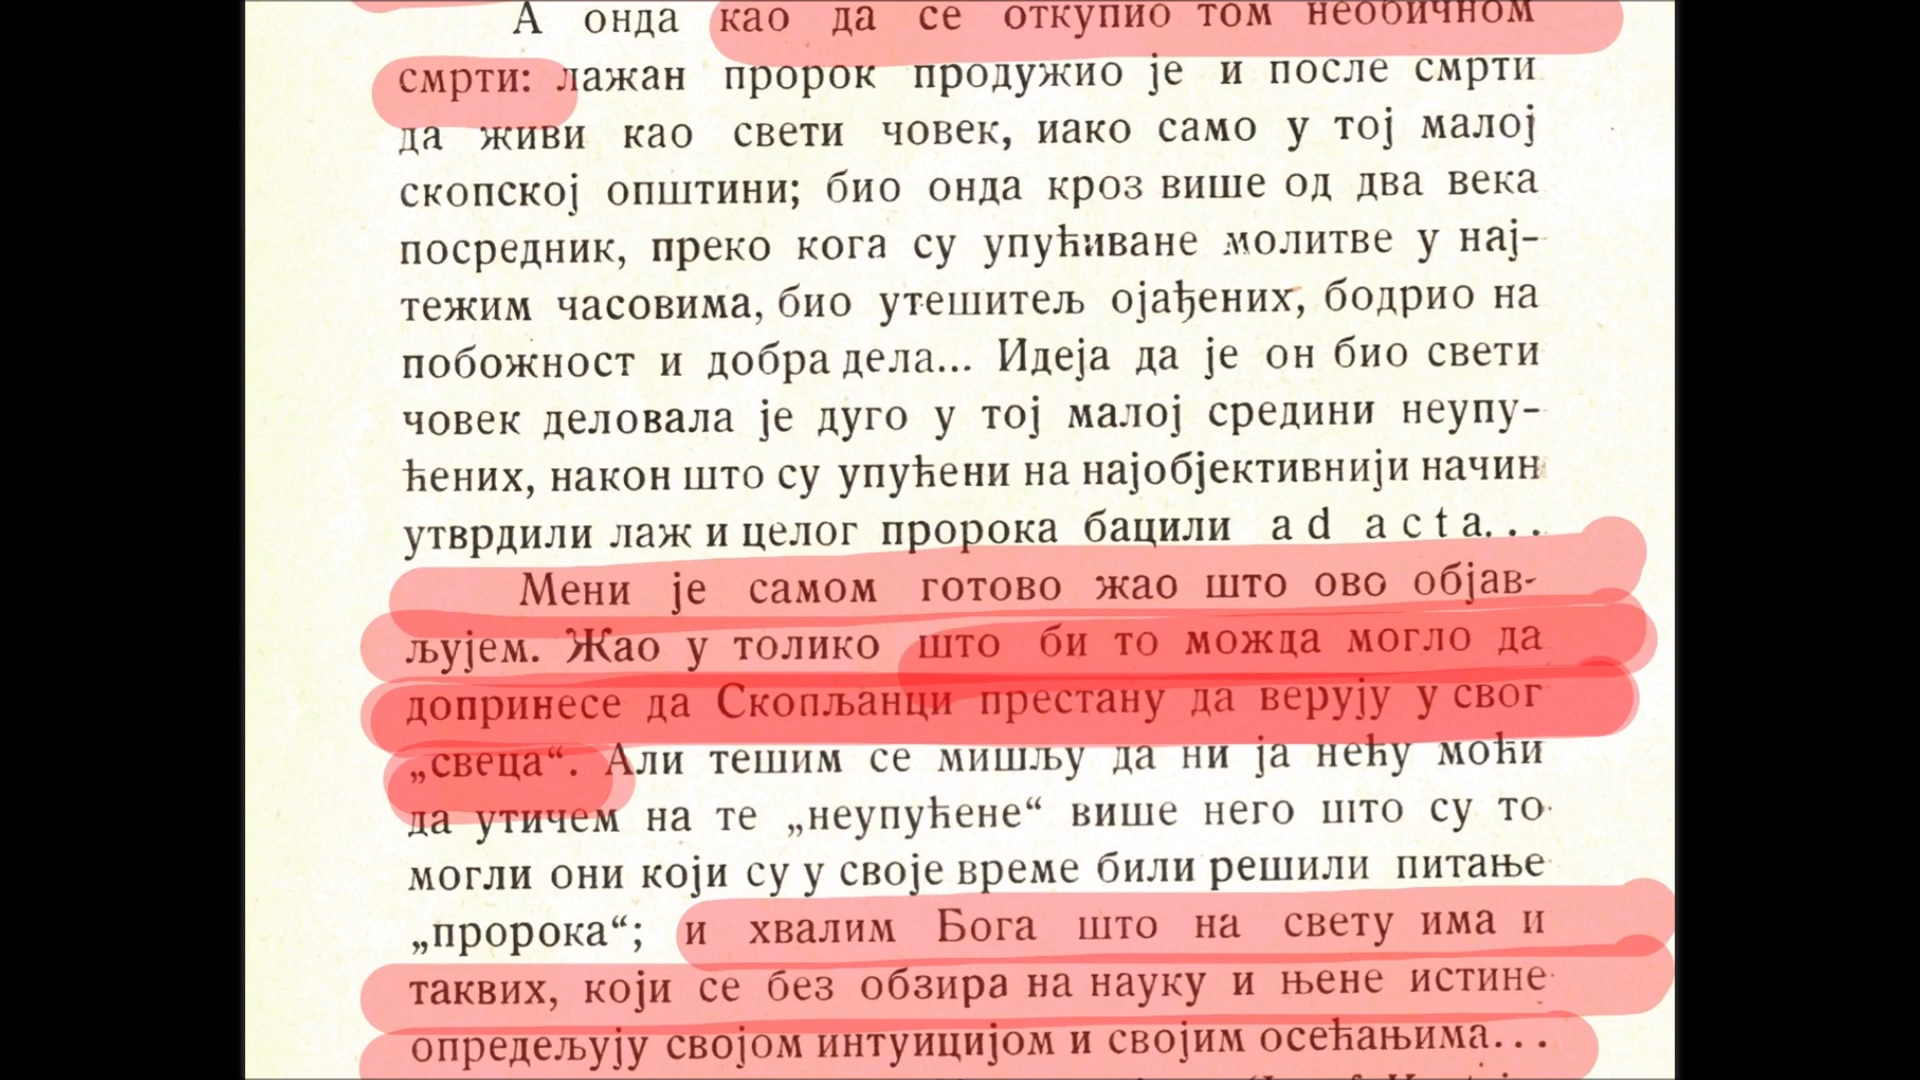 А онда као да се откупио том необичном
смрти: лажан пророк продужио је и после смрти
да живи као свети човек, иако само у тој малој
скопској општини; био онда кроз више од два века
посредник, преко кога су упућиване молитве у нај-
тежим часовима, био утешитељ ојађених, бодрио на
побожност и добра дела... Идеја да је он био свети
човек деловала је дуго у тој малој средини неупу-
ћених, након што су упућени на најобјективнији начин
утврдили лаж и целог пророка бацили ad acta...
Мени је самом готово жао што ово објав-
љујем. Жао у толико што би то можда могло да
допринесе да Скопљанци престану да верују у свог
„свеца“. Али тешим се мишљу да ни ја нећу моћи
да утичем на те „неупућене“ више него што су то
могли они који су у своје време били решили питање
„пророка“; и хвалим Бога што на свету има и
таквих, који се без обзира на науку и њене истине
опредељују својом интуицијом и својим осећањима...